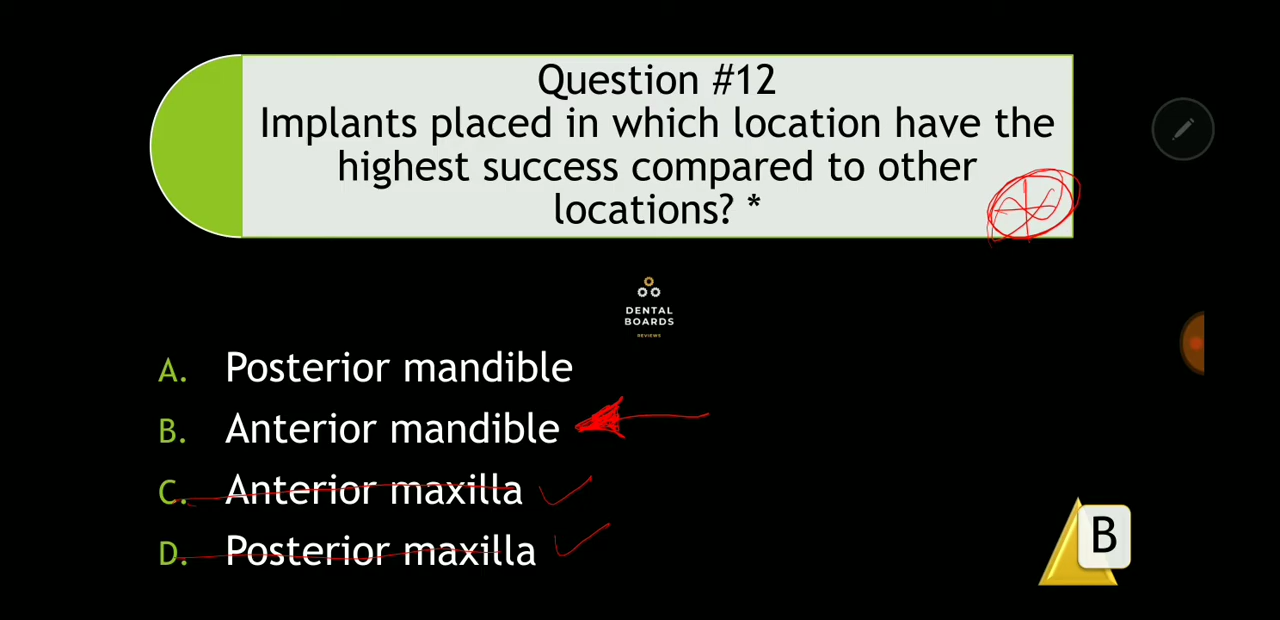 Question #12
Implants placed in which location have the
highest success compared to other
locations? *
DENTAL
BOARDS
REVIEWS
A. Posterior mandible
B. Anterior mandible
C. Anterior maxilla
D. Posterior maxilla
B